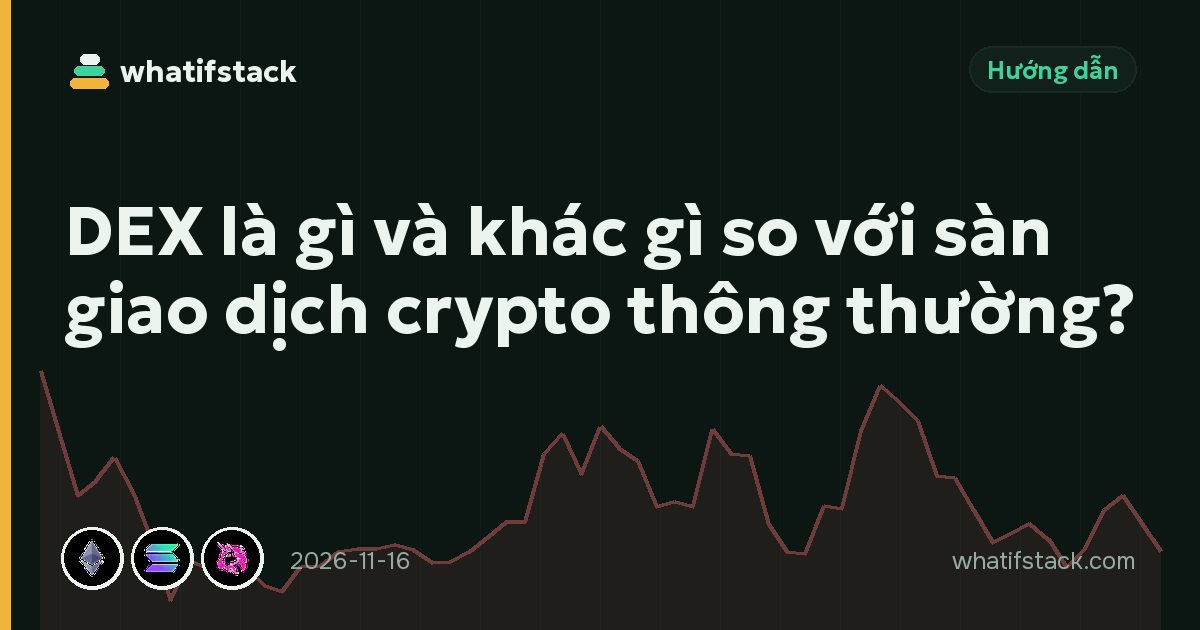 whatifstack
Hướng dẫn
DEX là gì và khác gì so với sàn
giao dịch crypto thông thường?
2026-11-16
whatifstack.com